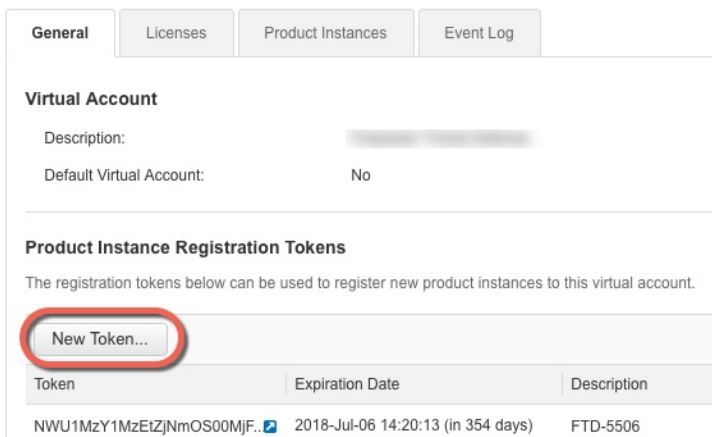 General Licenses Product Instances Event Log
Virtual Account
Description:
Default Virtual Account: No
Product Instance Registration Tokens
The registration tokens below can be used to register new product instances to this virtual account.
New Token...
Token Expiration Date Description
NWU1MzY1MzEtZjNmOS00MjF... 2018-Jul-06 14:20:13 (in 354 days) FTD-5506